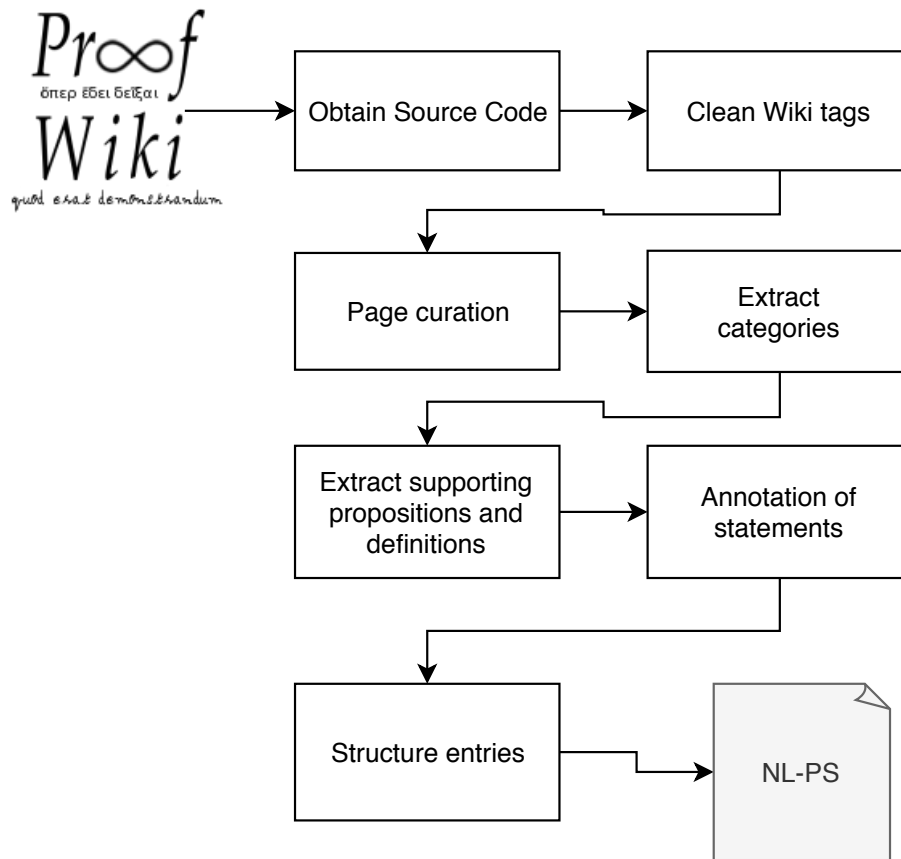 Pr∞f
ὅπερ ἔδει δεῖξαι
Wiki
quod erat demonstrandum
Obtain Source Code
Clean Wiki tags
Page curation
Extract
categories
Extract supporting
propositions and
definitions
Annotation of
statements
Structure entries
NL-PS